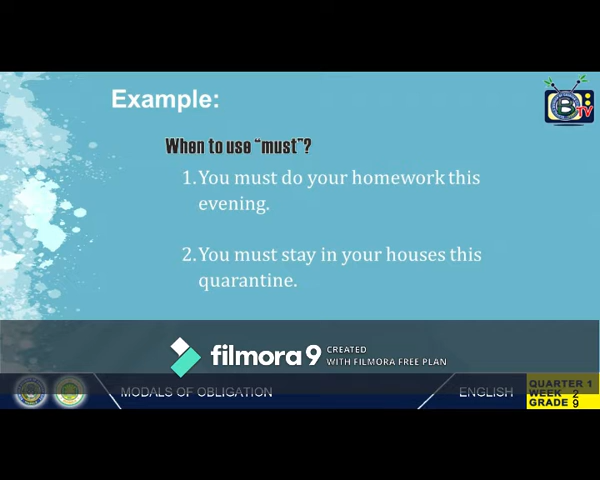 Example:
B
TV
When to use "must"?
1. You must do your homework this
evening.
2. You must stay in your houses this
quarantine.
filmora 9
CREATED
WITH FILMORA FREE PLAN
MODALS OF OBLIGATION
ENGLISH
QUARTER 1
WEEK 2
GRADE 9